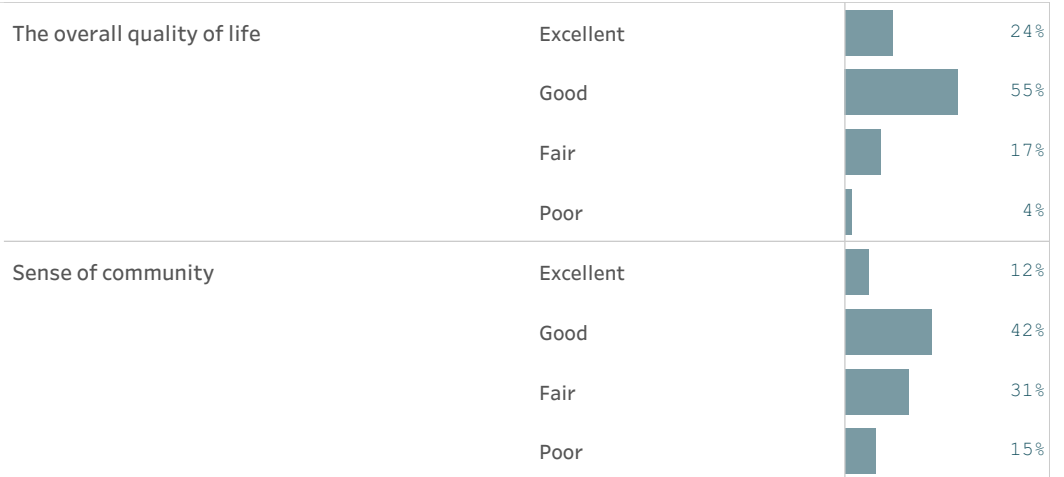 The overall quality of life Excellent 24%
Good 55%
Fair 17%
Poor 4%
Sense of community Excellent 12%
Good 42%
Fair 31%
Poor 15%